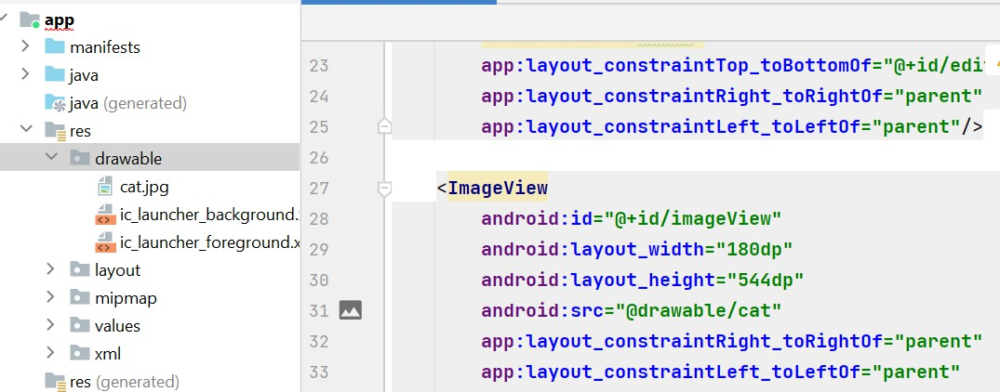 app
manifests
java
java (generated)
res
drawable
cat.jpg
ic_launcher_background.
ic_launcher_foreground.x
layout
mipmap
values
xml
res (generated)
23 app:layout_constraintTop_toBottomOf="@+id/edi
24 app:layout_constraintRight_toRightOf="parent"
25 app:layout_constraintLeft_toLeftOf="parent"/>
26
27 <ImageView
28 android:id="@+id/imageView"
29 android:layout_width="180dp"
30 android:layout_height="544dp"
31 android:src="@drawable/cat"
32 app:layout_constraintRight_toRightOf="parent"
33 app:layout_constraintLeft_toLeftOf="parent"